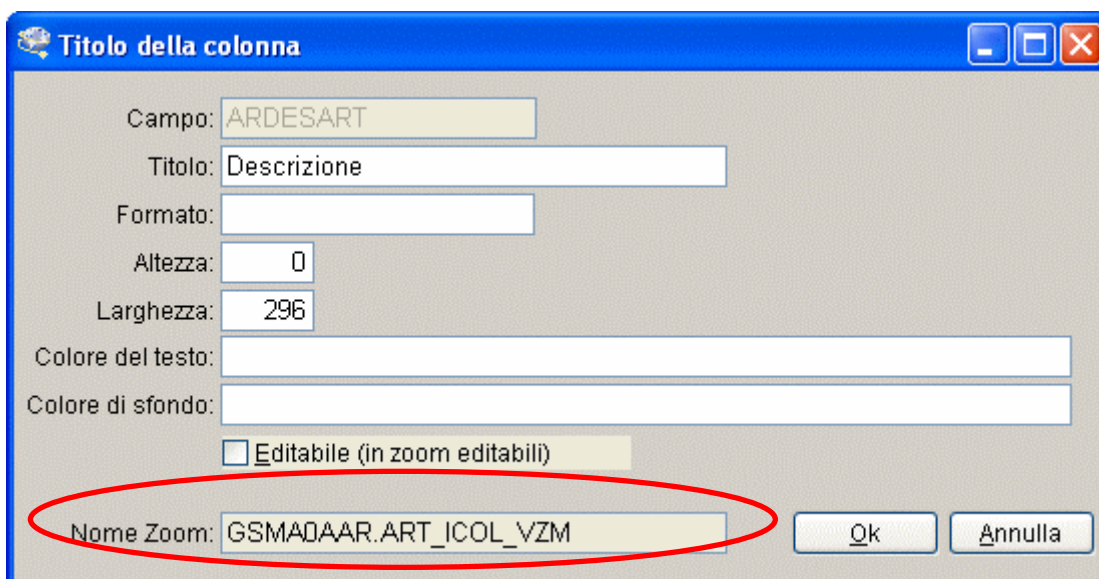 Titolo della colonna
Campo: ARDESART
Titolo: Descrizione
Formato:
Altezza: 0
Larghezza: 296
Colore del testo:
Colore di sfondo:
Editabile (in zoom editabili)
Nome Zoom: GSMA0AAR.ART_ICOL_VZM Ok Annulla